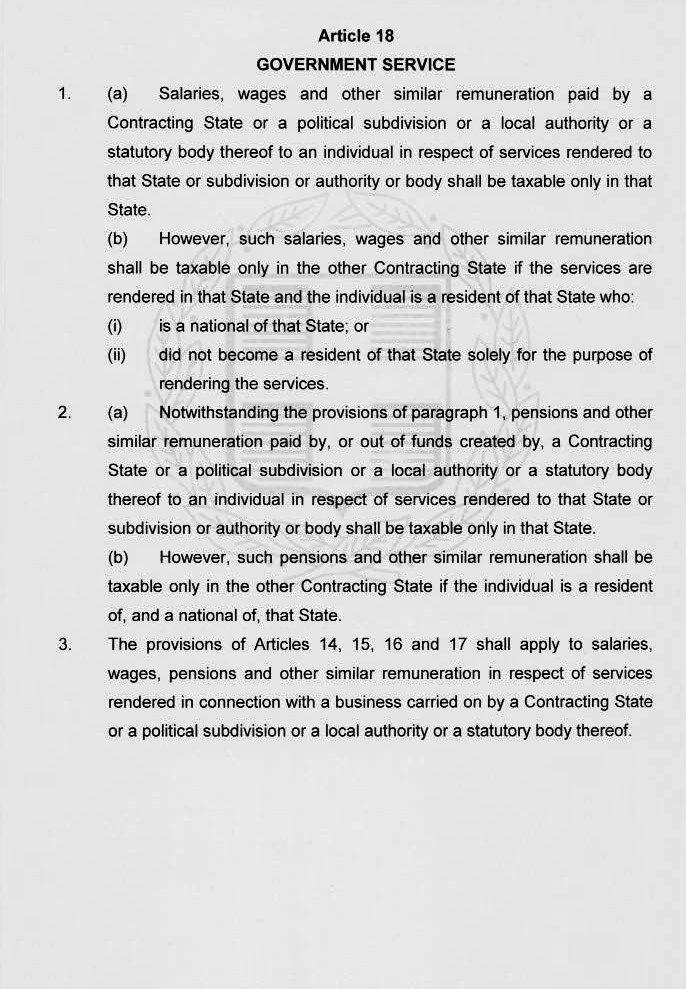 Article 18
GOVERNMENT SERVICE
1. (a) Salaries, wages and other similar remuneration paid by a
Contracting State or a political subdivision or a local authority or a
statutory body thereof to an individual in respect of services rendered to
that State or subdivision or authority or body shall be taxable only in that
State.
(b) However, such salaries, wages and other similar remuneration
shall be taxable only in the other Contracting State if the services are
rendered in that State and the individual is a resident of that State who:
(i) is a national of that State; or
(ii) did not become a resident of that State solely for the purpose of
rendering the services.
2. (a) Notwithstanding the provisions of paragraph 1, pensions and other
similar remuneration paid by, or out of funds created by, a Contracting
State or a political subdivision or a local authority or a statutory body
thereof to an individual in respect of services rendered to that State or
subdivision or authority or body shall be taxable only in that State.
(b) However, such pensions and other similar remuneration shall be
taxable only in the other Contracting State if the individual is a resident
of, and a national of, that State.
3. The provisions of Articles 14, 15, 16 and 17 shall apply to salaries,
wages, pensions and other similar remuneration in respect of services
rendered in connection with a business carried on by a Contracting State
or a political subdivision or a local authority or a statutory body thereof.